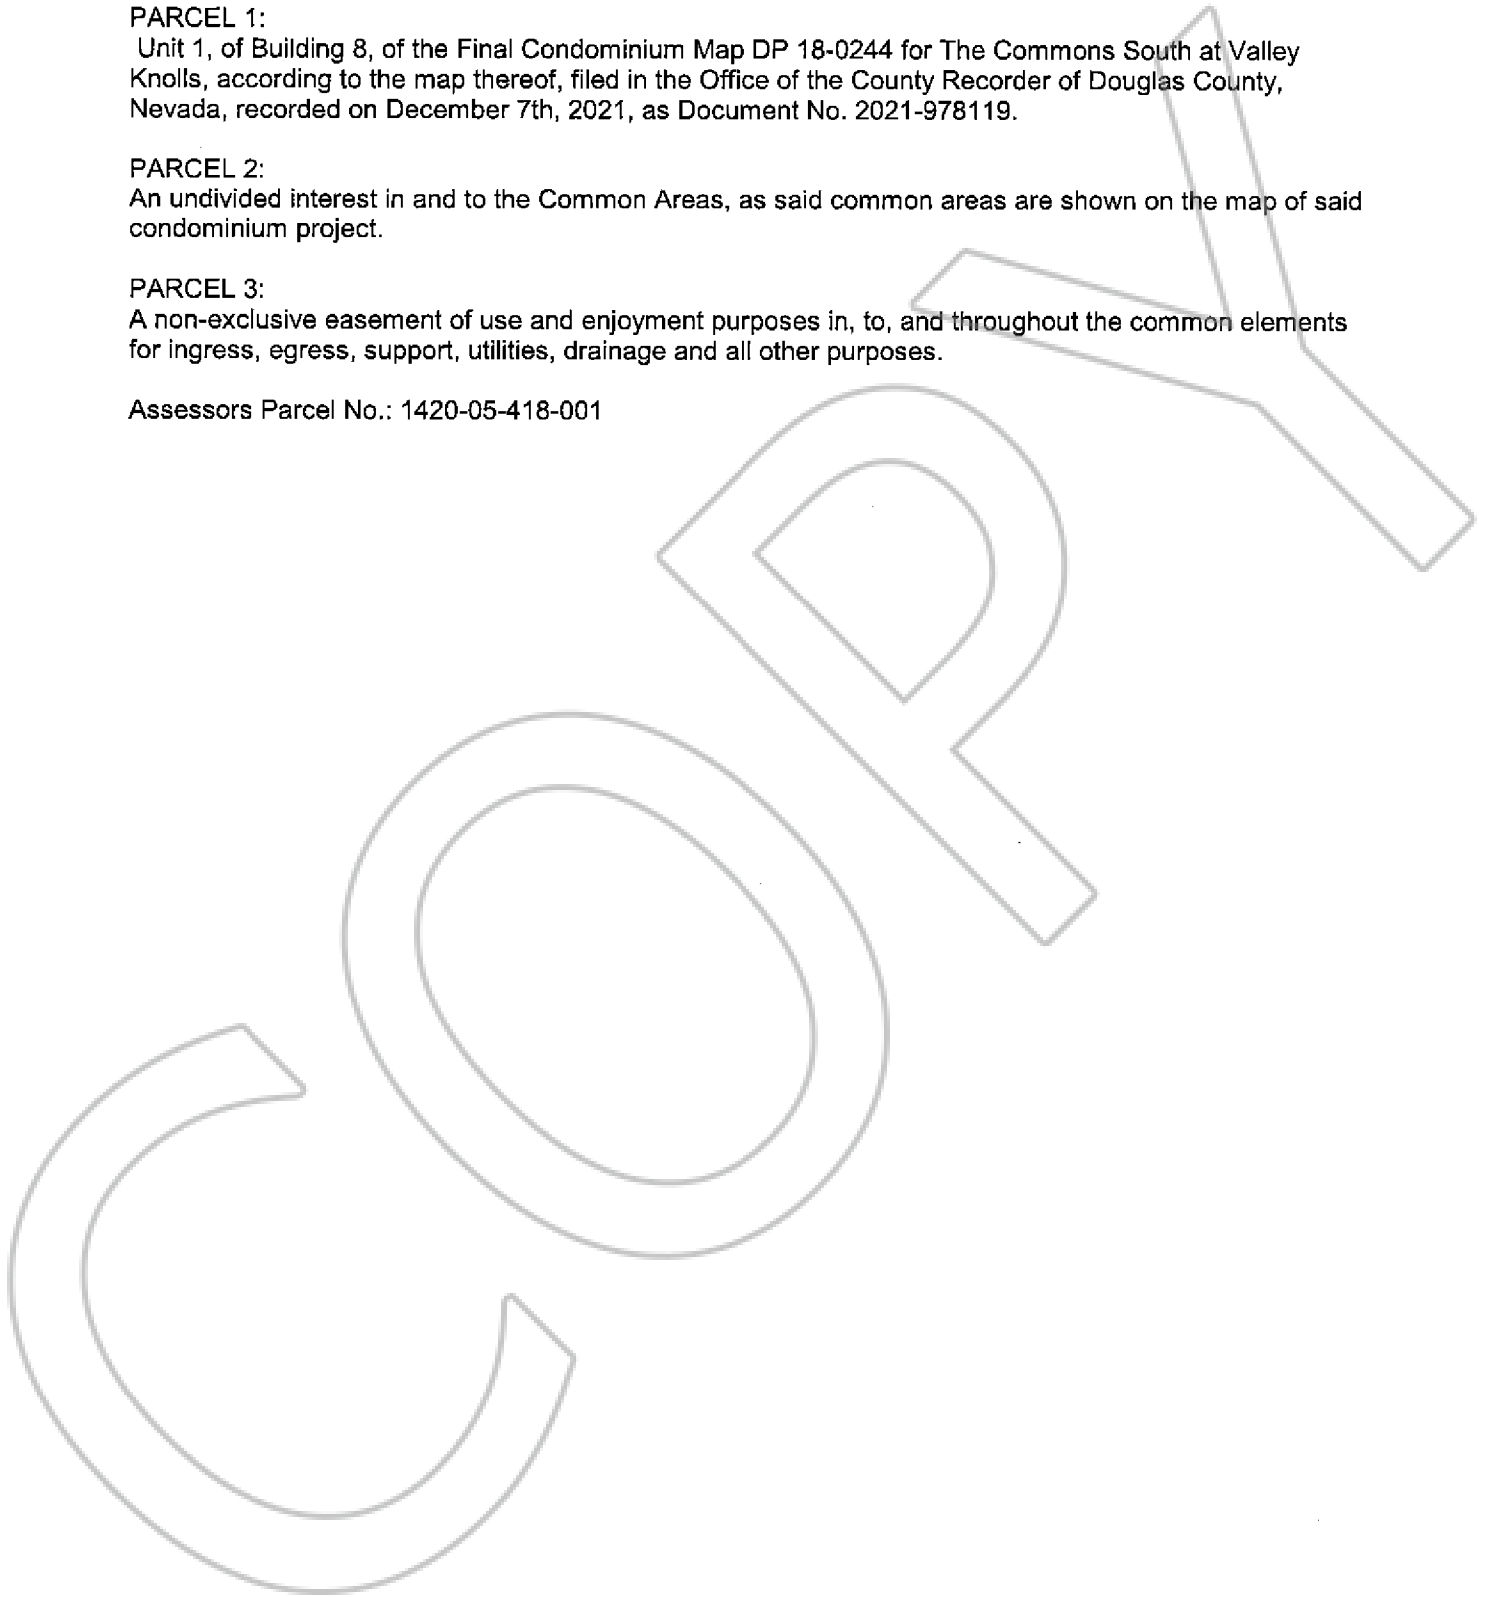 PARCEL 1:
Unit 1, of Building 8, of the Final Condominium Map DP 18-0244 for The Commons South at Valley
Knolls, according to the map thereof, filed in the Office of the County Recorder of Douglas County,
Nevada, recorded on December 7th, 2021, as Document No. 2021-978119.
PARCEL 2:
An undivided interest in and to the Common Areas, as said common areas are shown on the map of said
condominium project.
PARCEL 3:
A non-exclusive easement of use and enjoyment purposes in, to, and throughout the common elements
for ingress, egress, support, utilities, drainage and all other purposes.
Assessors Parcel No.: 1420-05-418-001
COPY